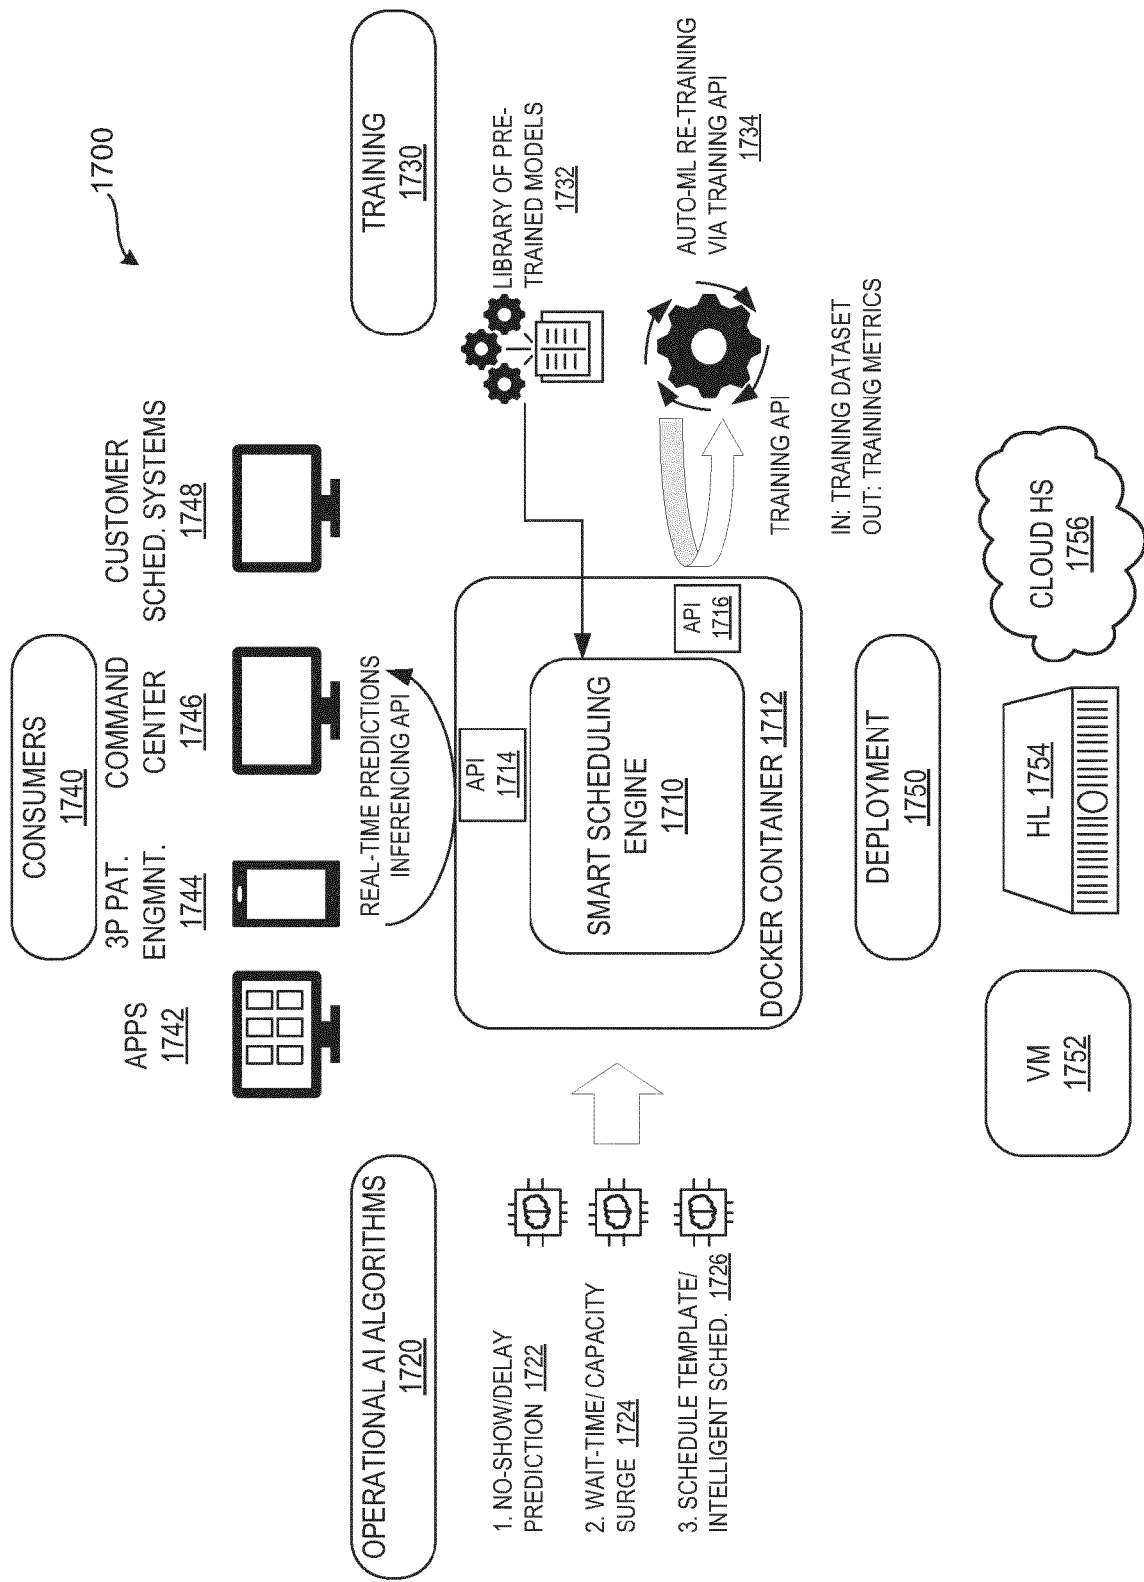 1700
CONSUMERS
1740
APPS
1742
3P PAT.
ENGMNT.
1744
COMMAND
CENTER
1746
CUSTOMER
SCHED. SYSTEMS
1748
OPERATIONAL AI ALGORITHMS
1720
1. NO-SHOW/DELAY
PREDICTION 1722
2. WAIT-TIME/ CAPACITY
SURGE 1724
3. SCHEDULE TEMPLATE/
INTELLIGENT SCHED. 1726
REAL-TIME PREDICTIONS
INFERENCING API
API
1714
SMART SCHEDULING
ENGINE
1710
API
1716
DOCKER CONTAINER 1712
TRAINING
1730
LIBRARY OF PRE-
TRAINED MODELS
1732
AUTO-ML RE-TRAINING
VIA TRAINING API
1734
TRAINING API
IN: TRAINING DATASET
OUT: TRAINING METRICS
DEPLOYMENT
1750
VM
1752
HL 1754
CLOUD HS
1756